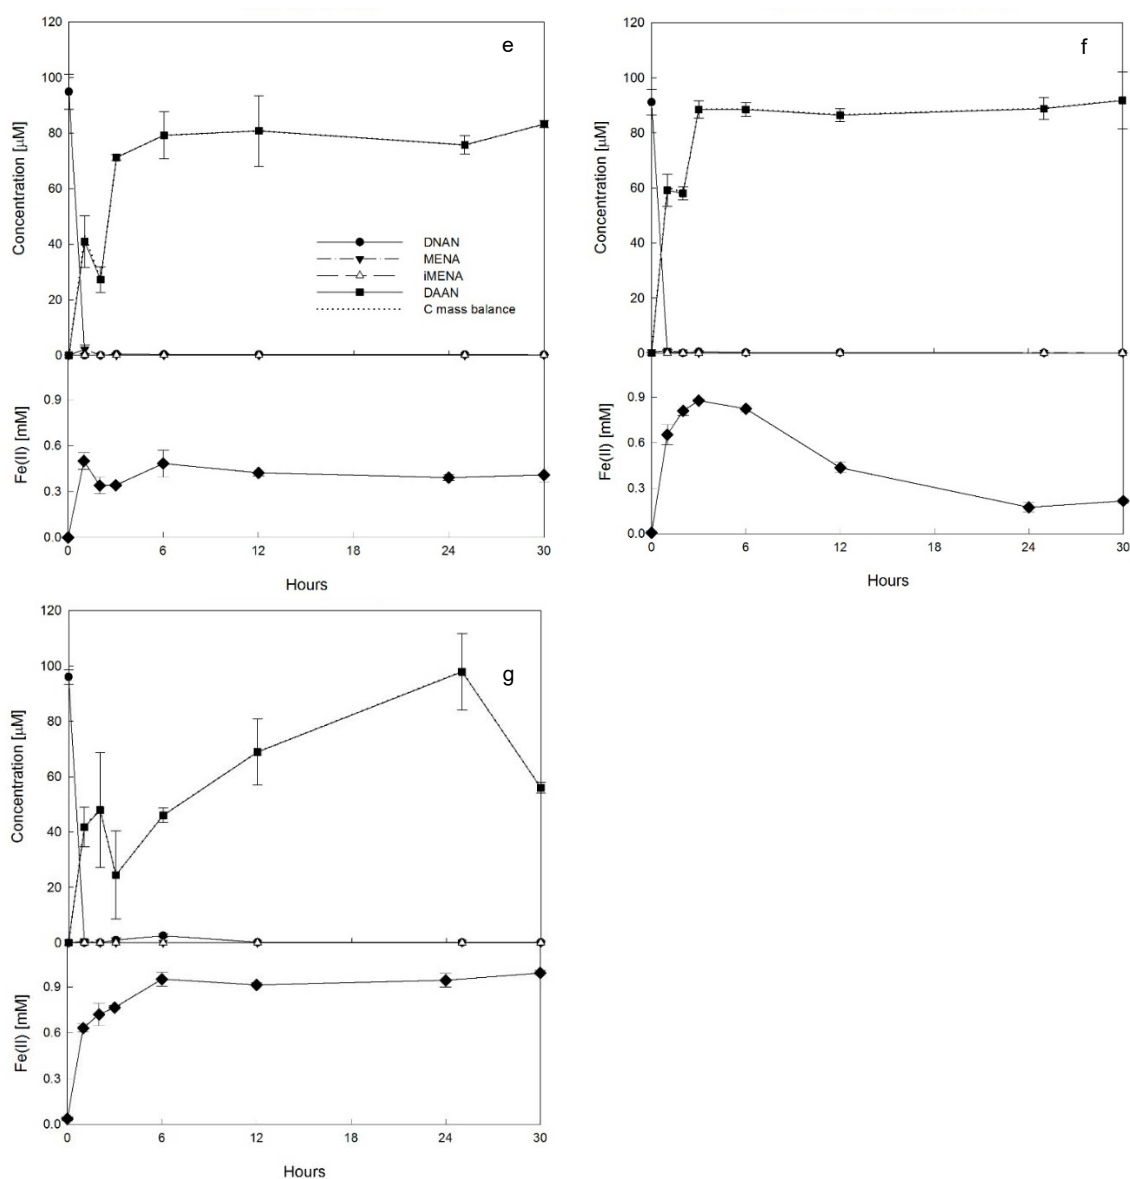 e
120
100
80
60
40
20
0
Concentration [µM]
DNAN
MENA
iMENA
DAAN
C mass balance
0.9
0.6
0.3
0.0
Fe(II) [mM]
0 6 12 18 24 30
Hours
f
120
100
80
60
40
20
0
Concentration [µM]
0.9
0.6
0.3
0.0
Fe(II) [mM]
0 6 12 18 24 30
Hours
g
120
100
80
60
40
20
0
Concentration [µM]
0.9
0.6
0.3
0.0
Fe(II) [mM]
0 6 12 18 24 30
Hours